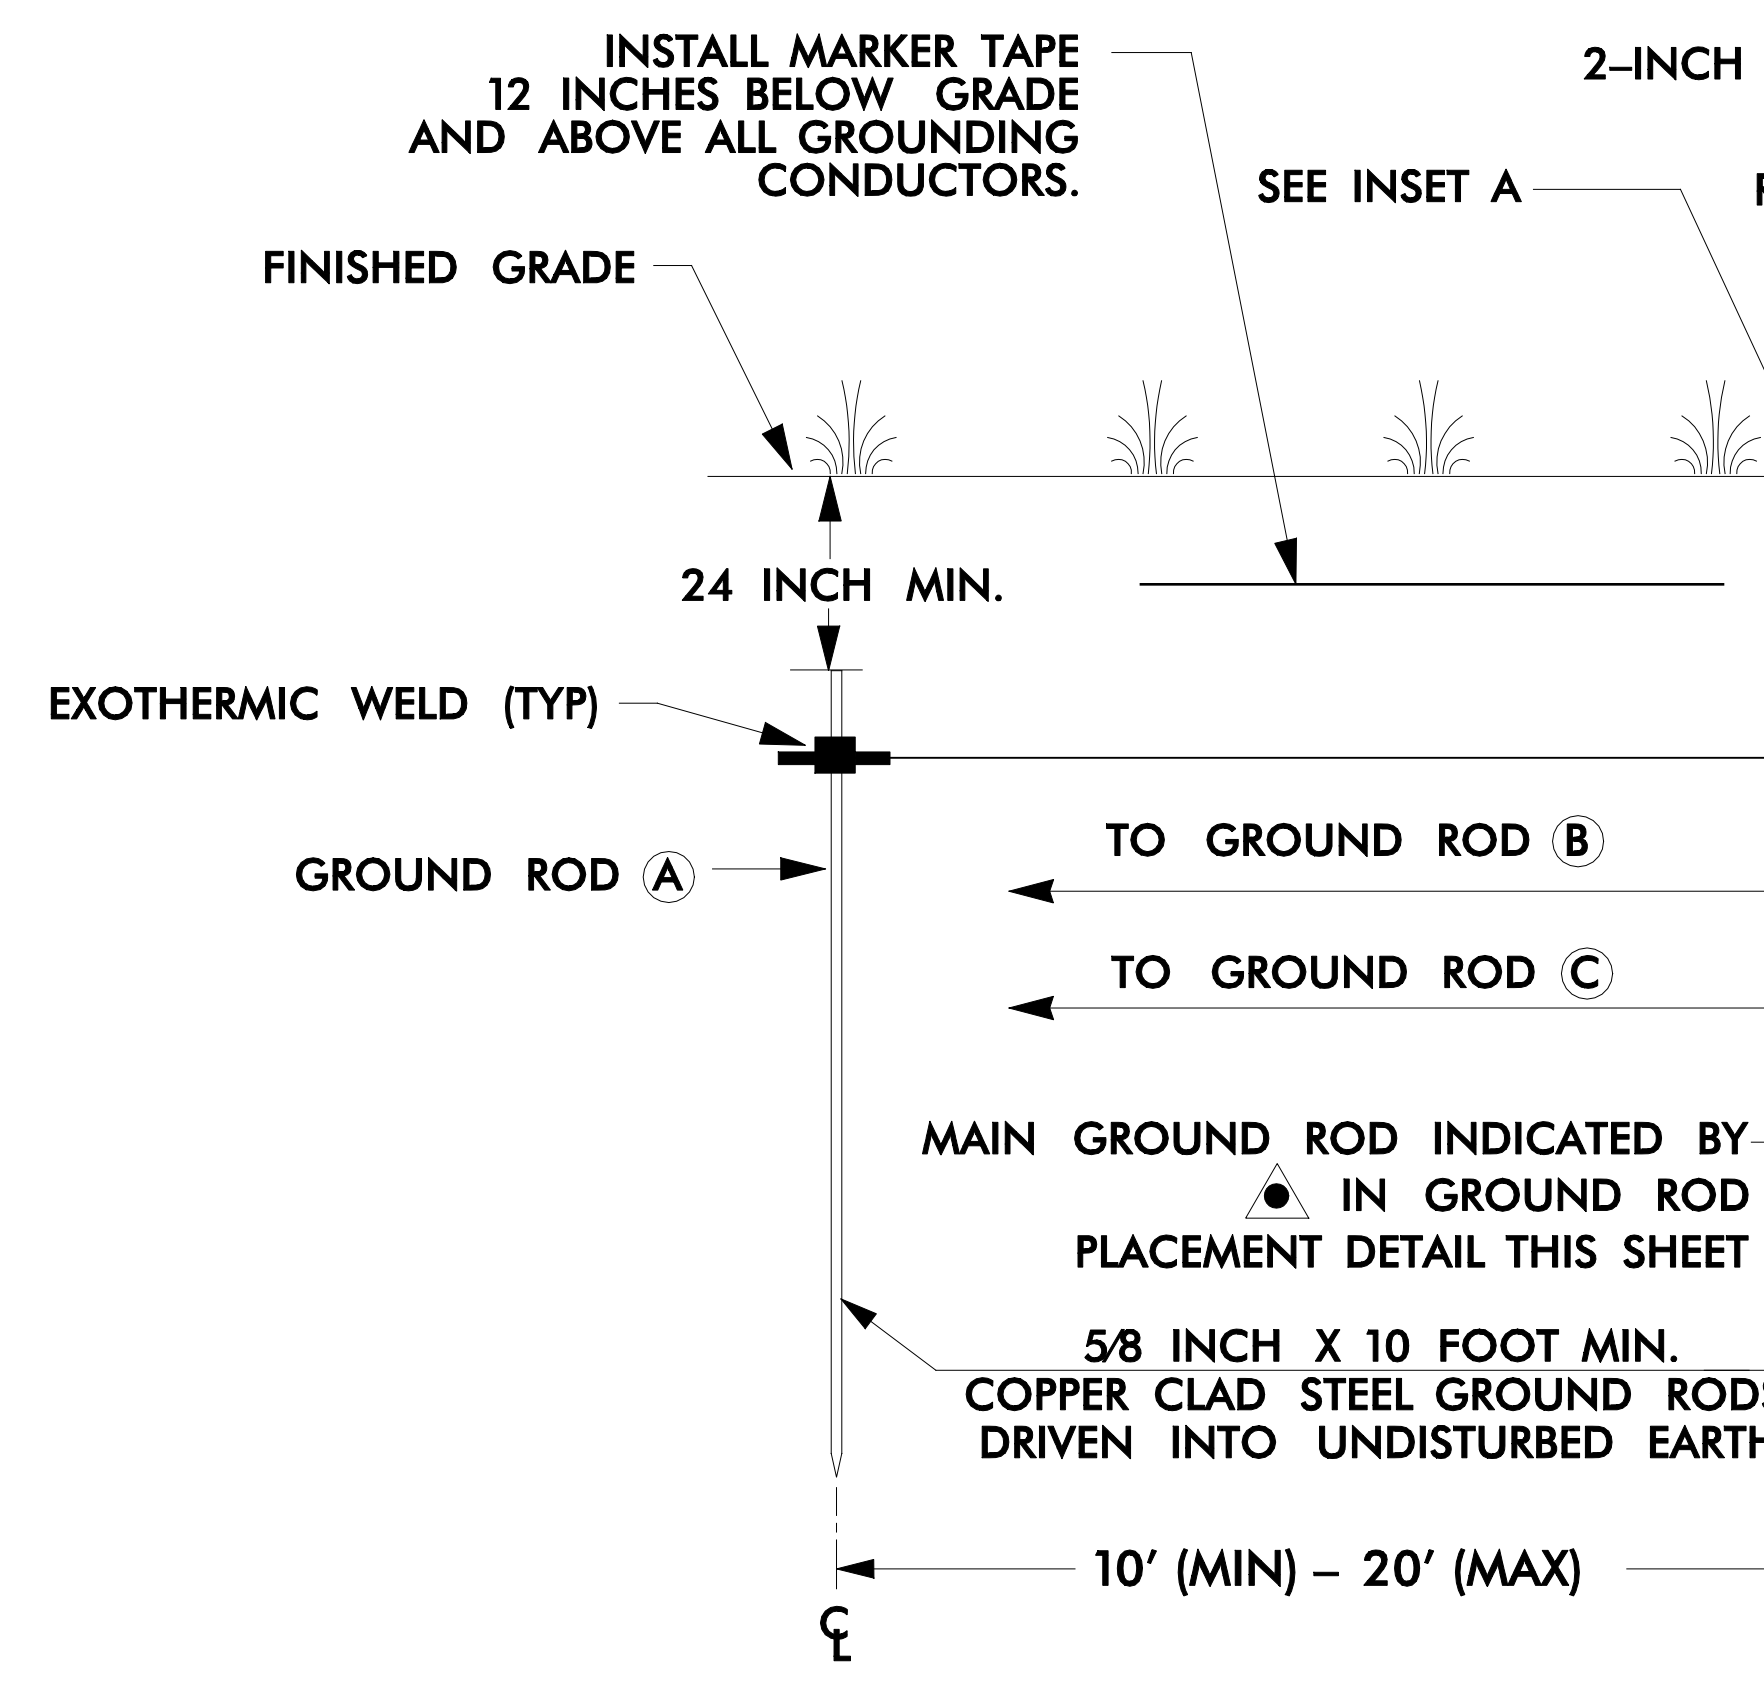 INSTALL MARKER TAPE
12 INCHES BELOW GRADE
AND ABOVE ALL GROUNDING
CONDUCTORS.
2–INCH
SEE INSET A
FINISHED GRADE
24 INCH MIN.
EXOTHERMIC WELD (TYP)
GROUND ROD A
TO GROUND ROD B
TO GROUND ROD C
MAIN GROUND ROD INDICATED BY
IN GROUND ROD
PLACEMENT DETAIL THIS SHEET
5/8 INCH X 10 FOOT MIN.
COPPER CLAD STEEL GROUND RODS
DRIVEN INTO UNDISTURBED EARTH
10' (MIN) – 20' (MAX)
℄